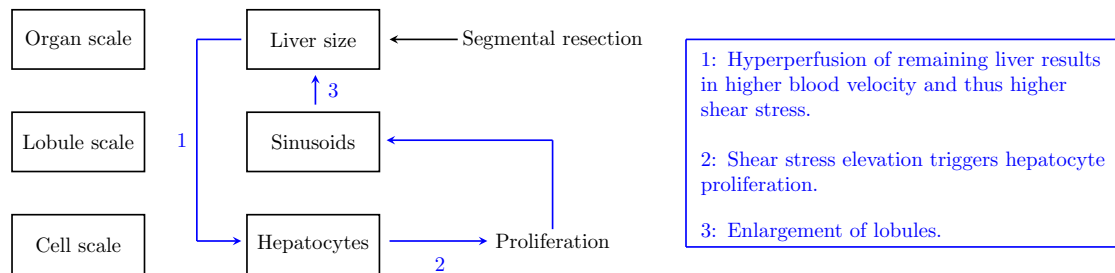 Organ scale
Liver size
Segmental resection
3
Lobule scale
Sinusoids
1
Cell scale
Hepatocytes
Proliferation
2
1: Hyperperfusion of remaining liver results
in higher blood velocity and thus higher
shear stress.
2: Shear stress elevation triggers hepatocyte
proliferation.
3: Enlargement of lobules.